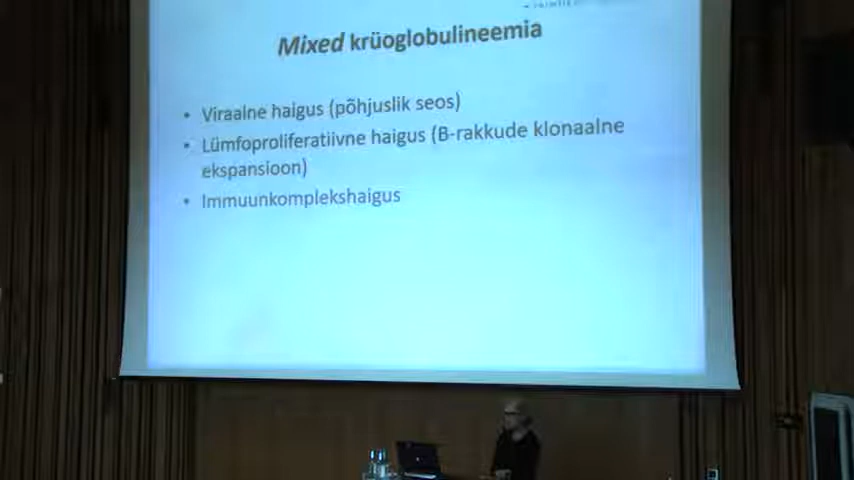 Mixed krüoglobulineemia
• Viraalne haigus (põhjuslik seos)
• Lümfoproliferatiivne haigus (B-rakkude klonaalne
ekspansioon)
• Immuunkomplekshaigus